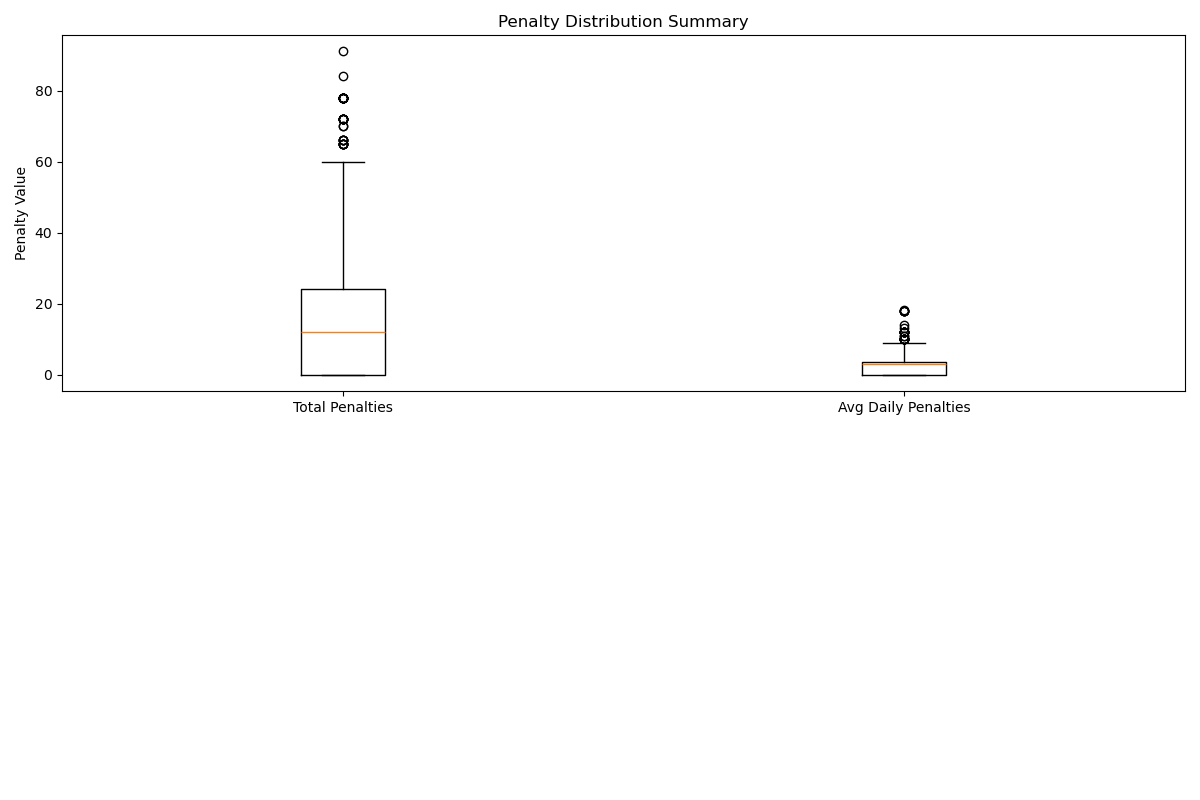 Penalty Distribution Summary
Penalty Value
80
60
40
20
0
Total Penalties
Avg Daily Penalties